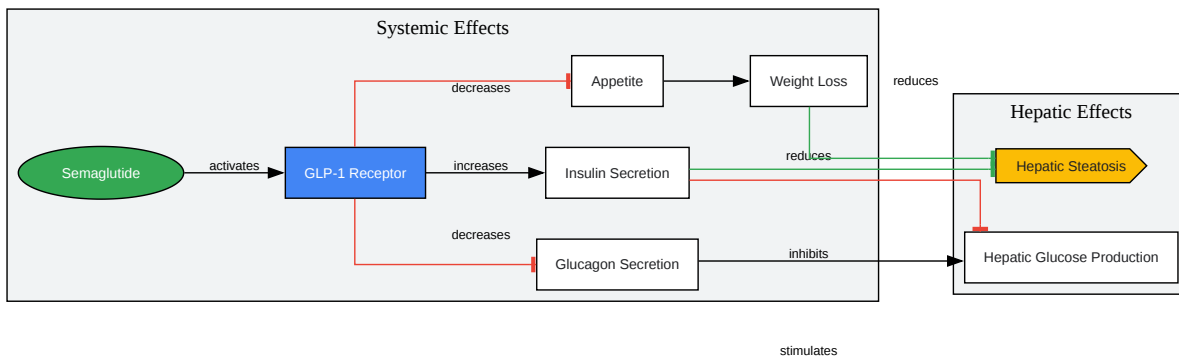 Systemic Effects
Appetite
Weight Loss
reduces
decreases
Hepatic Effects
Semaglutide
activates
GLP-1 Receptor
increases
Insulin Secretion
reduces
Hepatic Steatosis
decreases
Glucagon Secretion
inhibits
Hepatic Glucose Production
stimulates